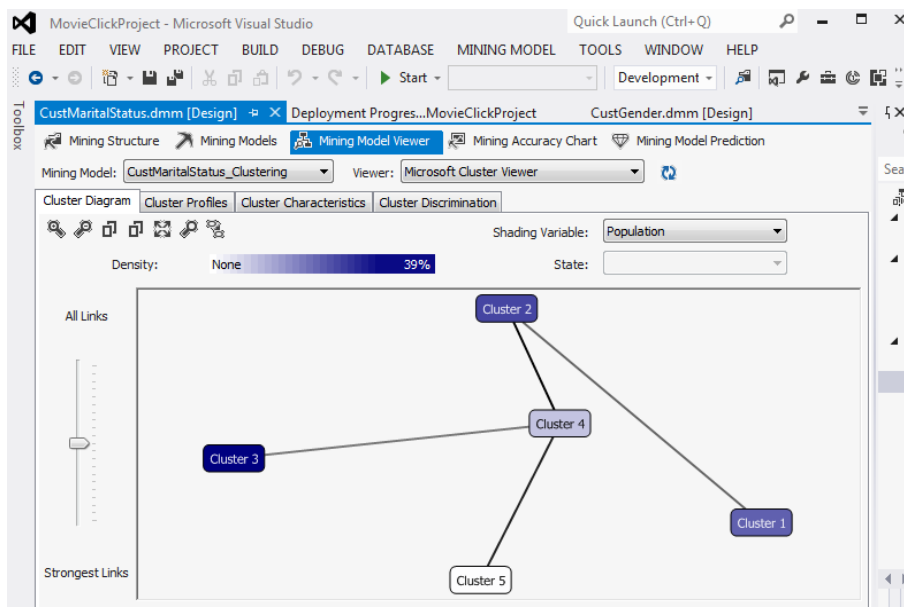 MovieClickProject - Microsoft Visual Studio Quick Launch (Ctrl+Q)
FILE EDIT VIEW PROJECT BUILD DEBUG DATABASE MINING MODEL TOOLS WINDOW HELP
Start Development
Toolbox
CustMaritalStatus.dmm [Design] Deployment Progres...MovieClickProject CustGender.dmm [Design]
Mining Structure Mining Models Mining Model Viewer Mining Accuracy Chart Mining Model Prediction
Mining Model: CustMaritalStatus_Clustering Viewer: Microsoft Cluster Viewer Sea
Cluster Diagram Cluster Profiles Cluster Characteristics Cluster Discrimination
Shading Variable: Population
Density: None 39% State:
All Links
Cluster 2
Cluster 4
Cluster 3
Cluster 1
Strongest Links
Cluster 5